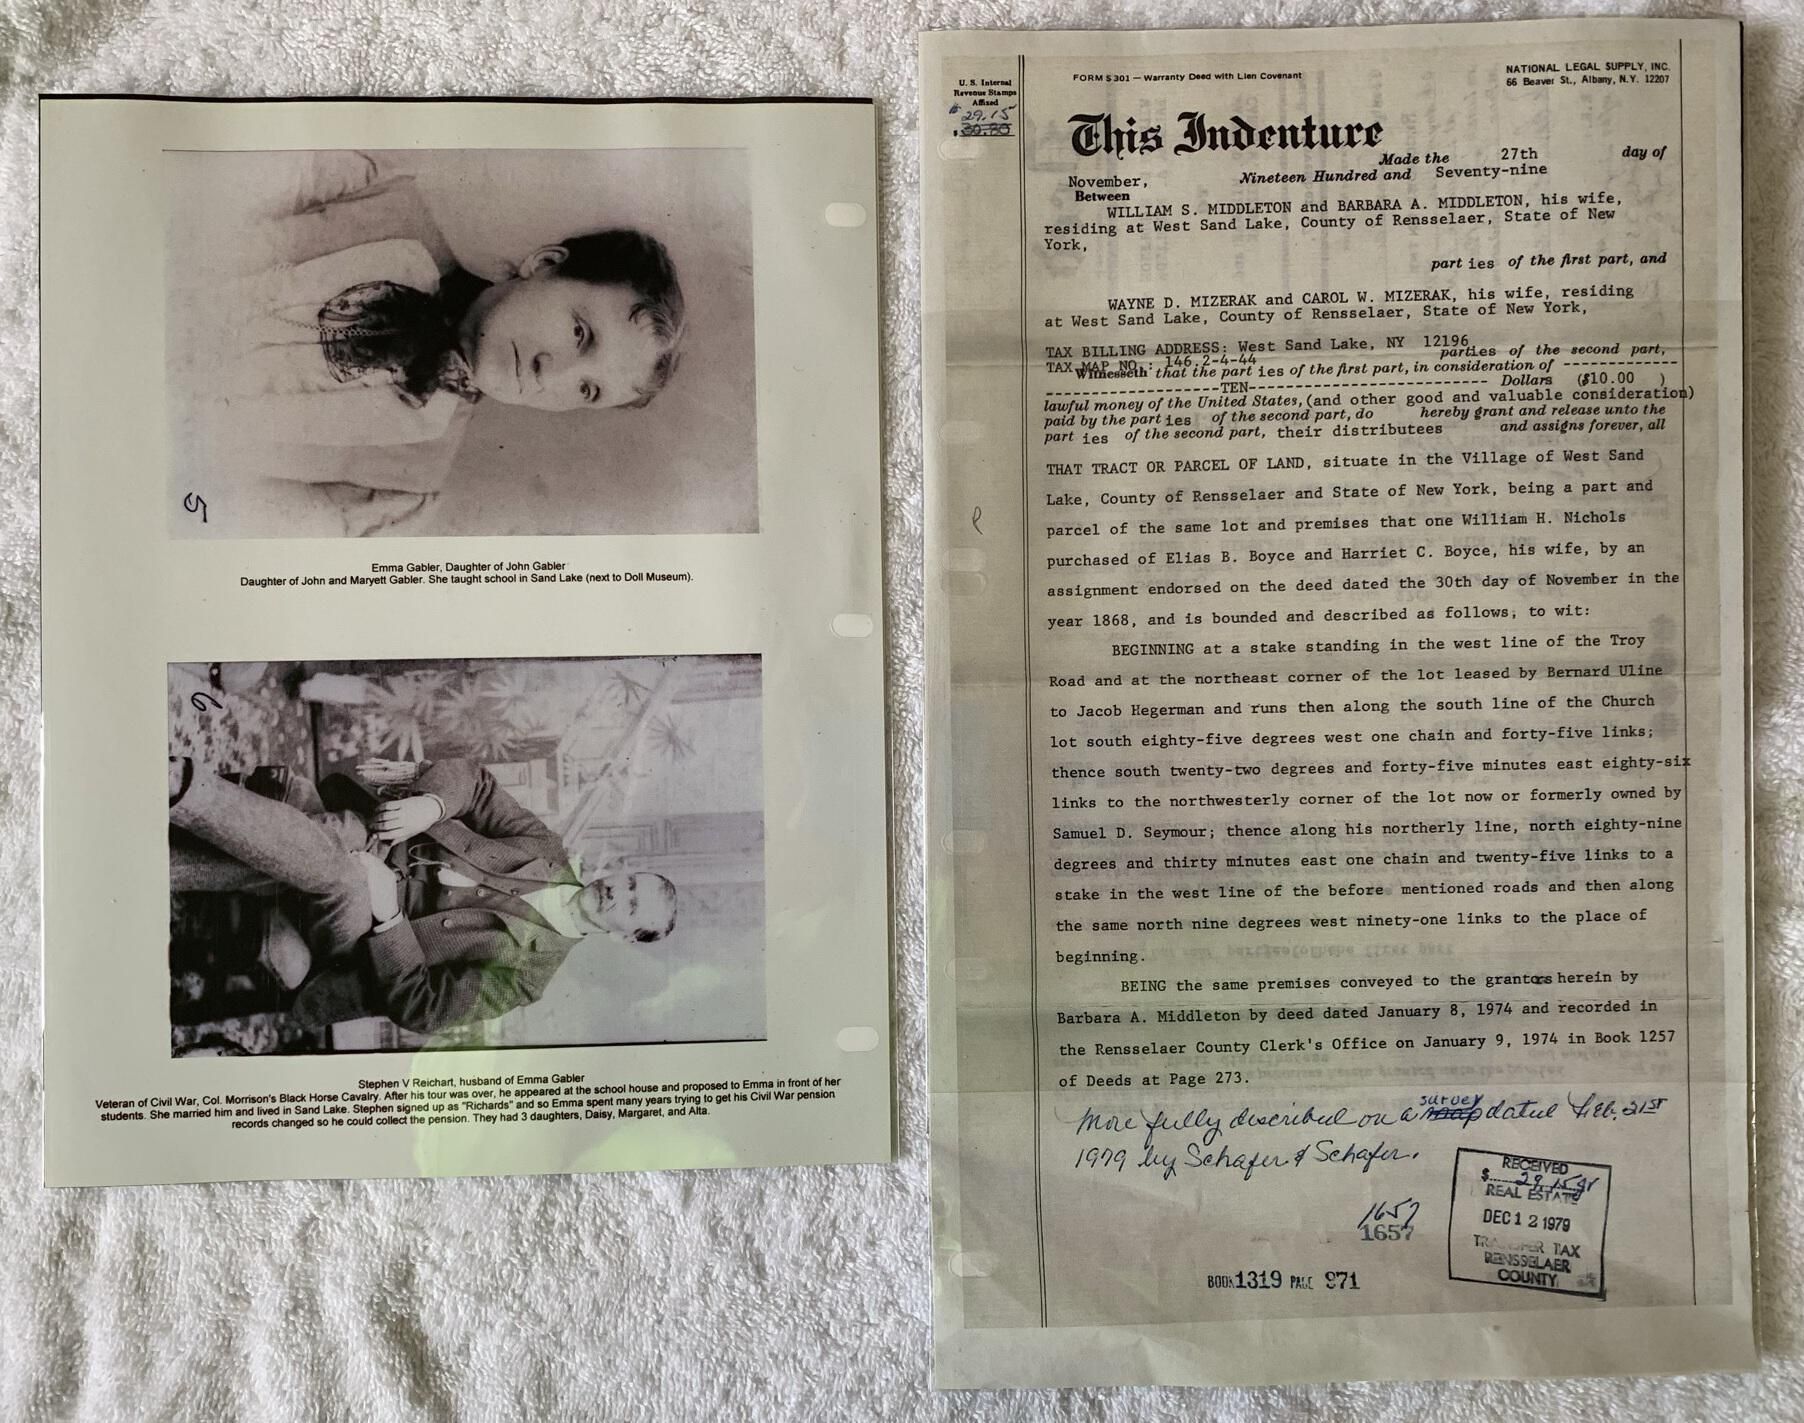 5
Emma Gabler, Daughter of John Gabler
Daughter of John and Maryett Gabler. She taught school in Sand Lake (next to Doll Museum).
6
Stephen V Reichart, husband of Emma Gabler
Veteran of Civil War, Col. Morrison's Black Horse Cavalry. After his tour was over, he appeared at the school house and proposed to Emma in front of her
students. She married him and lived in Sand Lake. Stephen signed up as "Richards" and so Emma spent many years trying to get his Civil War pension
records changed so he could collect the pension. They had 3 daughters, Daisy, Margaret, and Alta.
U. S. Internal
Revenue Stamps
Affixed
$ 29.15
$ 30.80
FORM S 301 — Warranty Deed with Lien Covenant
NATIONAL LEGAL SUPPLY, INC.
66 Beaver St., Albany, N.Y. 12207
This Indenture
Made the 27th day of
November, Nineteen Hundred and Seventy-nine
Between
WILLIAM S. MIDDLETON and BARBARA A. MIDDLETON, his wife,
residing at West Sand Lake, County of Rensselaer, State of New
York,
part ies of the first part, and
WAYNE D. MIZERAK and CAROL W. MIZERAK, his wife, residing
at West Sand Lake, County of Rensselaer, State of New York,
TAX BILLING ADDRESS: West Sand Lake, NY 12196
parties of the second part,
TAX MAP NO.: 146.2-4-44
Witnesseth that the part ies of the first part, in consideration of --------------
------------------TEN------------------------------ Dollars ($10.00 )
lawful money of the United States, (and other good and valuable consideration)
paid by the part ies of the second part, do hereby grant and release unto the
part ies of the second part, their distributees and assigns forever, all
THAT TRACT OR PARCEL OF LAND, situate in the Village of West Sand
Lake, County of Rensselaer and State of New York, being a part and
parcel of the same lot and premises that one William H. Nichols
purchased of Elias B. Boyce and Harriet C. Boyce, his wife, by an
assignment endorsed on the deed dated the 30th day of November in the
year 1868, and is bounded and described as follows, to wit:
BEGINNING at a stake standing in the west line of the Troy
Road and at the northeast corner of the lot leased by Bernard Uline
to Jacob Hegerman and runs then along the south line of the Church
lot south eighty-five degrees west one chain and forty-five links;
thence south twenty-two degrees and forty-five minutes east eighty-six
links to the northwesterly corner of the lot now or formerly owned by
Samuel D. Seymour; thence along his northerly line, north eighty-nine
degrees and thirty minutes east one chain and twenty-five links to a
stake in the west line of the before mentioned roads and then along
the same north nine degrees west ninety-one links to the place of
beginning.
BEING the same premises conveyed to the grantors herein by
Barbara A. Middleton by deed dated January 8, 1974 and recorded in
the Rensselaer County Clerk's Office on January 9, 1974 in Book 1257
of Deeds at Page 273.
survey
More fully described on a map dated Feb. 21st
1979 by Schafer & Schafer.
1657
1657
BOOK 1319 PAGE 971
RECEIVED
$ 29.15
REAL ESTATE
DEC 12 1979
TRANSFER TAX
RENSSELAER
COUNTY